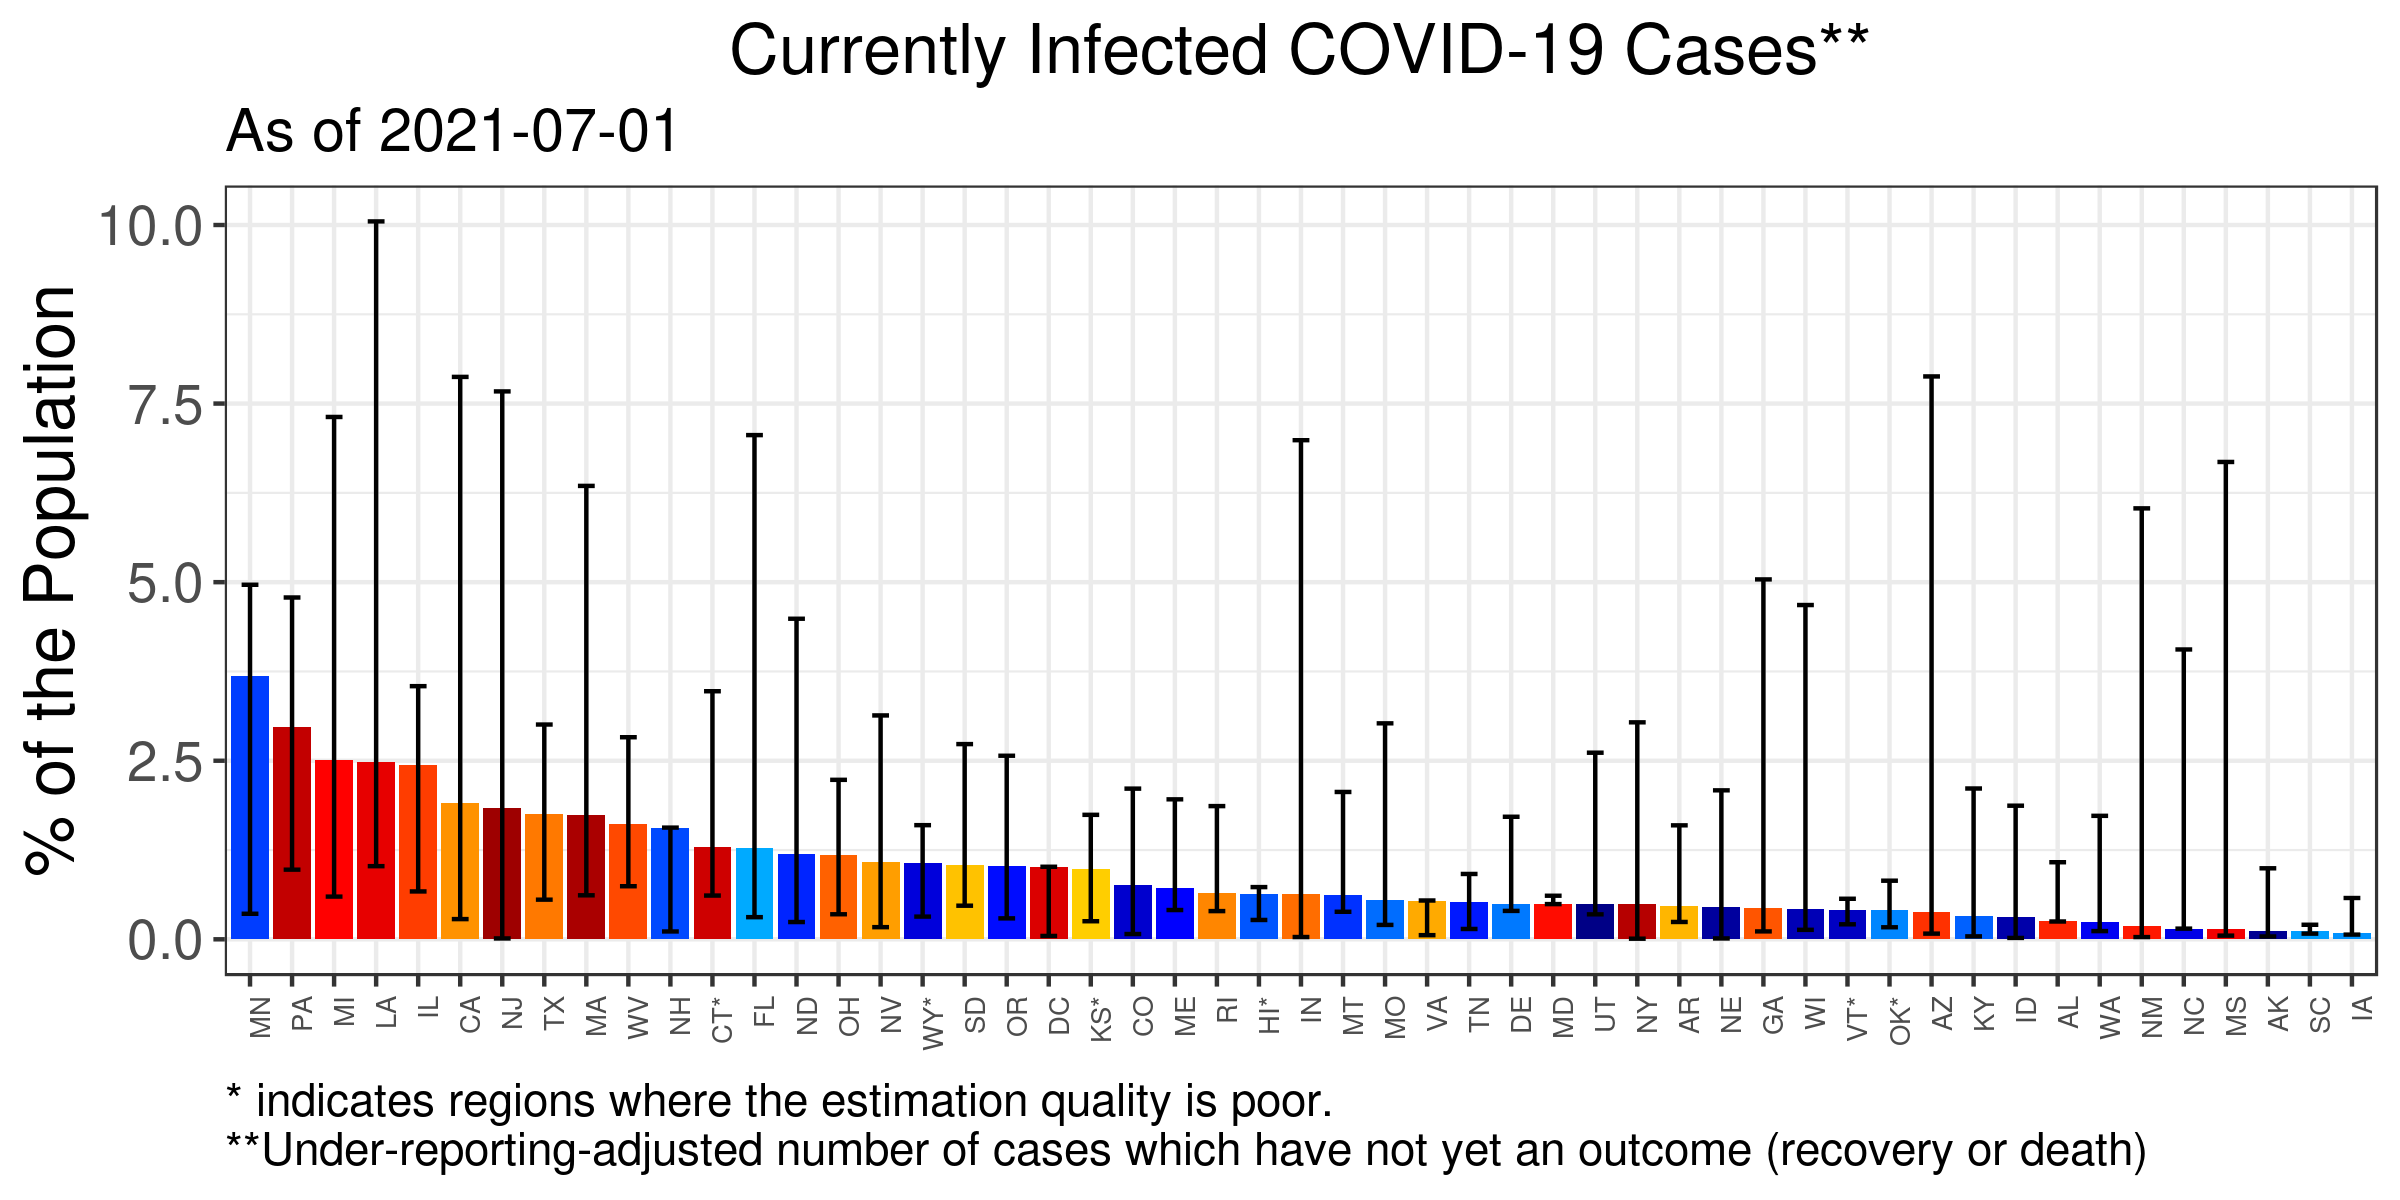 Currently Infected COVID-19 Cases**
As of 2021-07-01
% of the Population
10.0
7.5
5.0
2.5
0.0
MN PA MI LA IL CA NJ TX MA WV NH CT* FL ND OH NV WY* SD OR DC KS* CO ME RI HI* IN MT MO VA TN DE MD UT NY AR NE GA WI VT* OK* AZ KY ID AL WA NM NC MS AK SC IA
* indicates regions where the estimation quality is poor.
**Under-reporting-adjusted number of cases which have not yet an outcome (recovery or death)